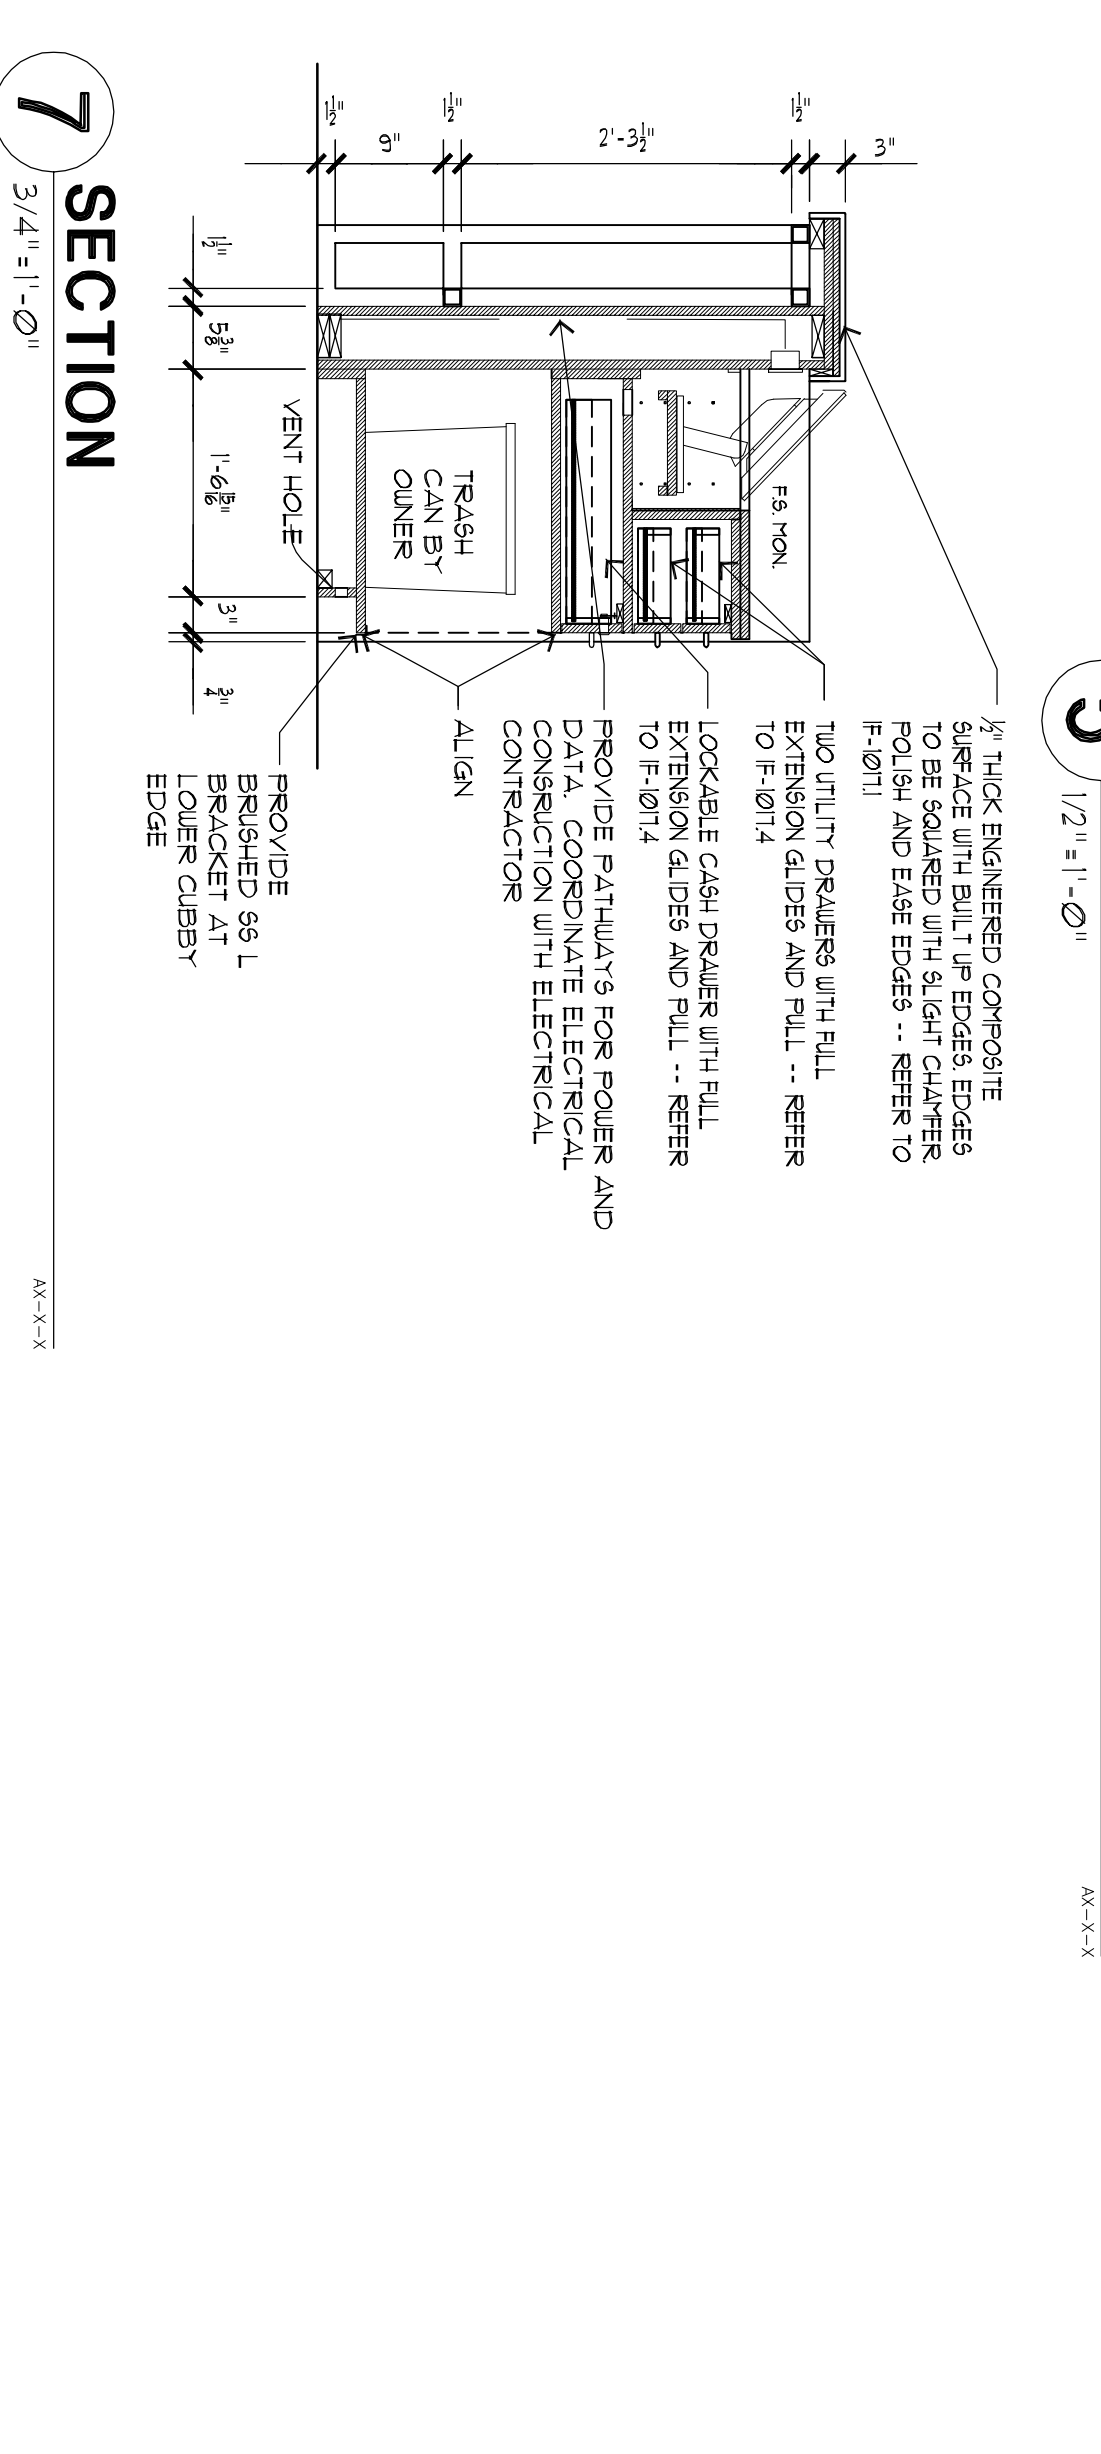 1/2" = 1'-0"
AX-X-X
3"
1 1/2"
2'-3 1/2"
1 1/2"
9"
1 1/2"
F.S. MON.
TRASH
CAN BY
OWNER
VENT HOLE
½" THICK ENGINEERED COMPOSITE
SURFACE WITH BUILT UP EDGES. EDGES
TO BE SQUARED WITH SLIGHT CHAMFER.
POLISH AND EASE EDGES -- REFER TO
IF-1017.1
TWO UTILITY DRAWERS WITH FULL
EXTENSION GLIDES AND PULL -- REFER
TO IF-1017.4
LOCKABLE CASH DRAWER WITH FULL
EXTENSION GLIDES AND PULL -- REFER
TO IF-1017.4
PROVIDE PATHWAYS FOR POWER AND
DATA. COORDINATE ELECTRICAL
CONSRUCTION WITH ELECTRICAL
CONTRACTOR
ALIGN
PROVIDE
BRUSHED SS L
BRACKET AT
LOWER CUBBY
EDGE
1 1/2"
5 3/8"
1'-6 15/16"
3"
3/4"
7
SECTION
3/4" = 1'-0"
AX-X-X